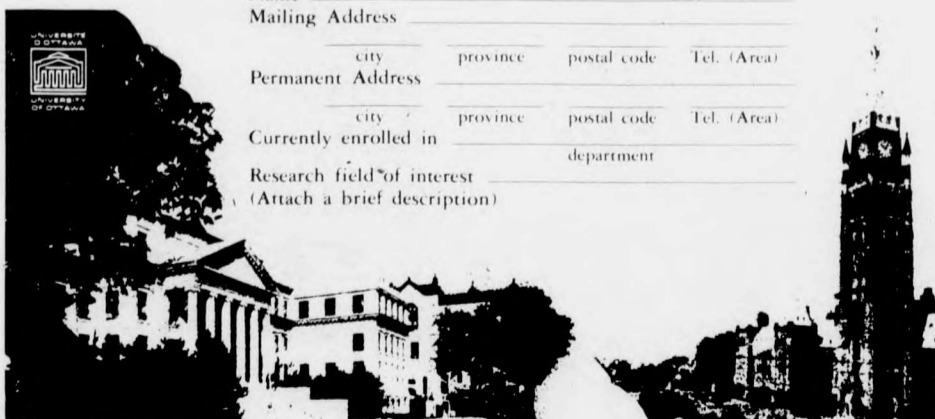 Mailing Address
city province postal code Tel. (Area)
Permanent Address
city province postal code Tel. (Area)
Currently enrolled in
department
Research field of interest
(Attach a brief description)
UNIVERSITÉ
D'OTTAWA
UNIVERSITY
OF OTTAWA